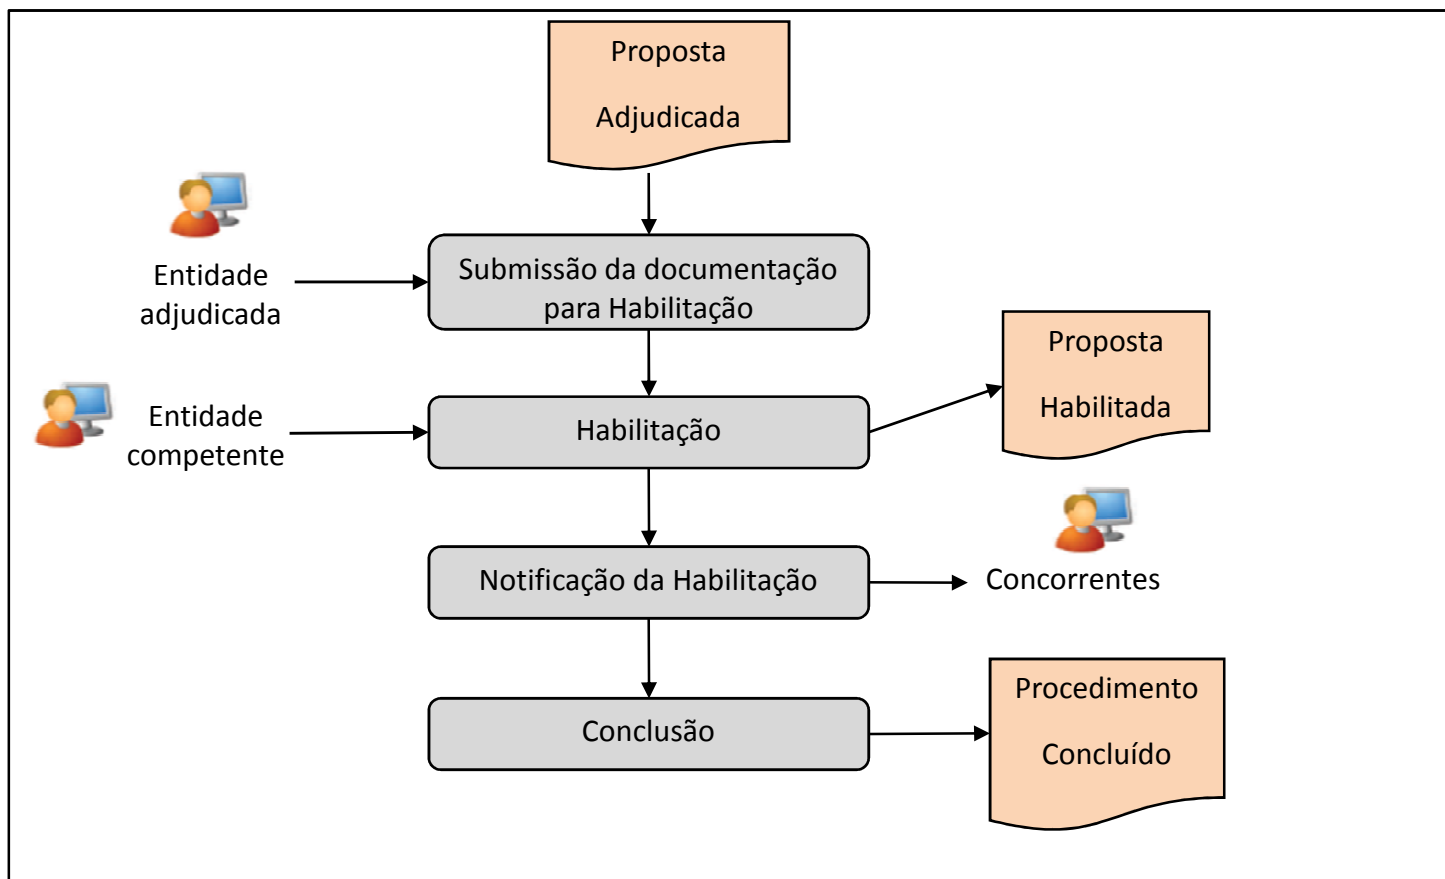 Proposta
Adjudicada
Entidade
adjudicada
Submissão da documentação
para Habilitação
Proposta
Habilitada
Entidade
competente
Habilitação
Notificação da Habilitação
Concorrentes
Procedimento
Concluído
Conclusão